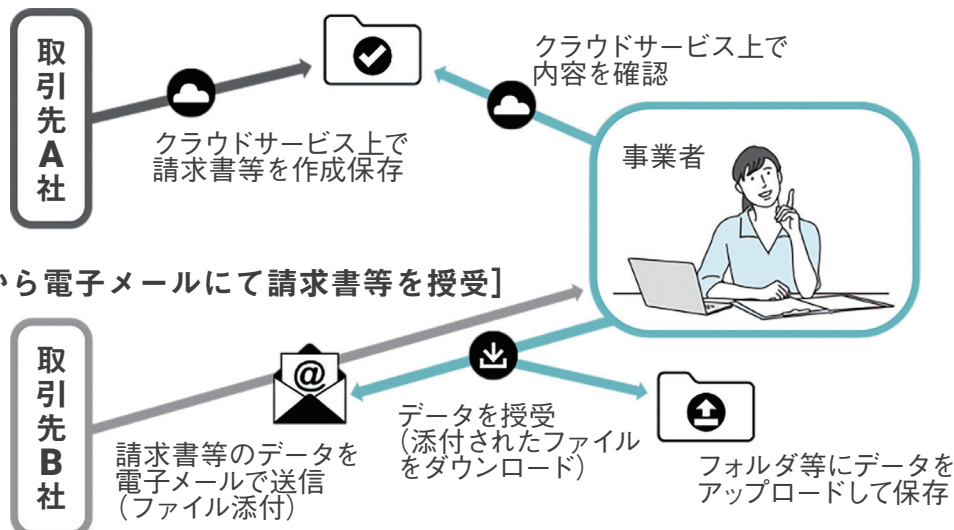 取引先A社
クラウドサービス上で
請求書等を作成保存
クラウドサービス上で
内容を確認
事業者
から電子メールにて請求書等を授受]
取引先B社
@
請求書等のデータを
電子メールで送信
(ファイル添付)
データを授受
(添付されたファイル
をダウンロード)
フォルダ等にデータを
アップロードして保存